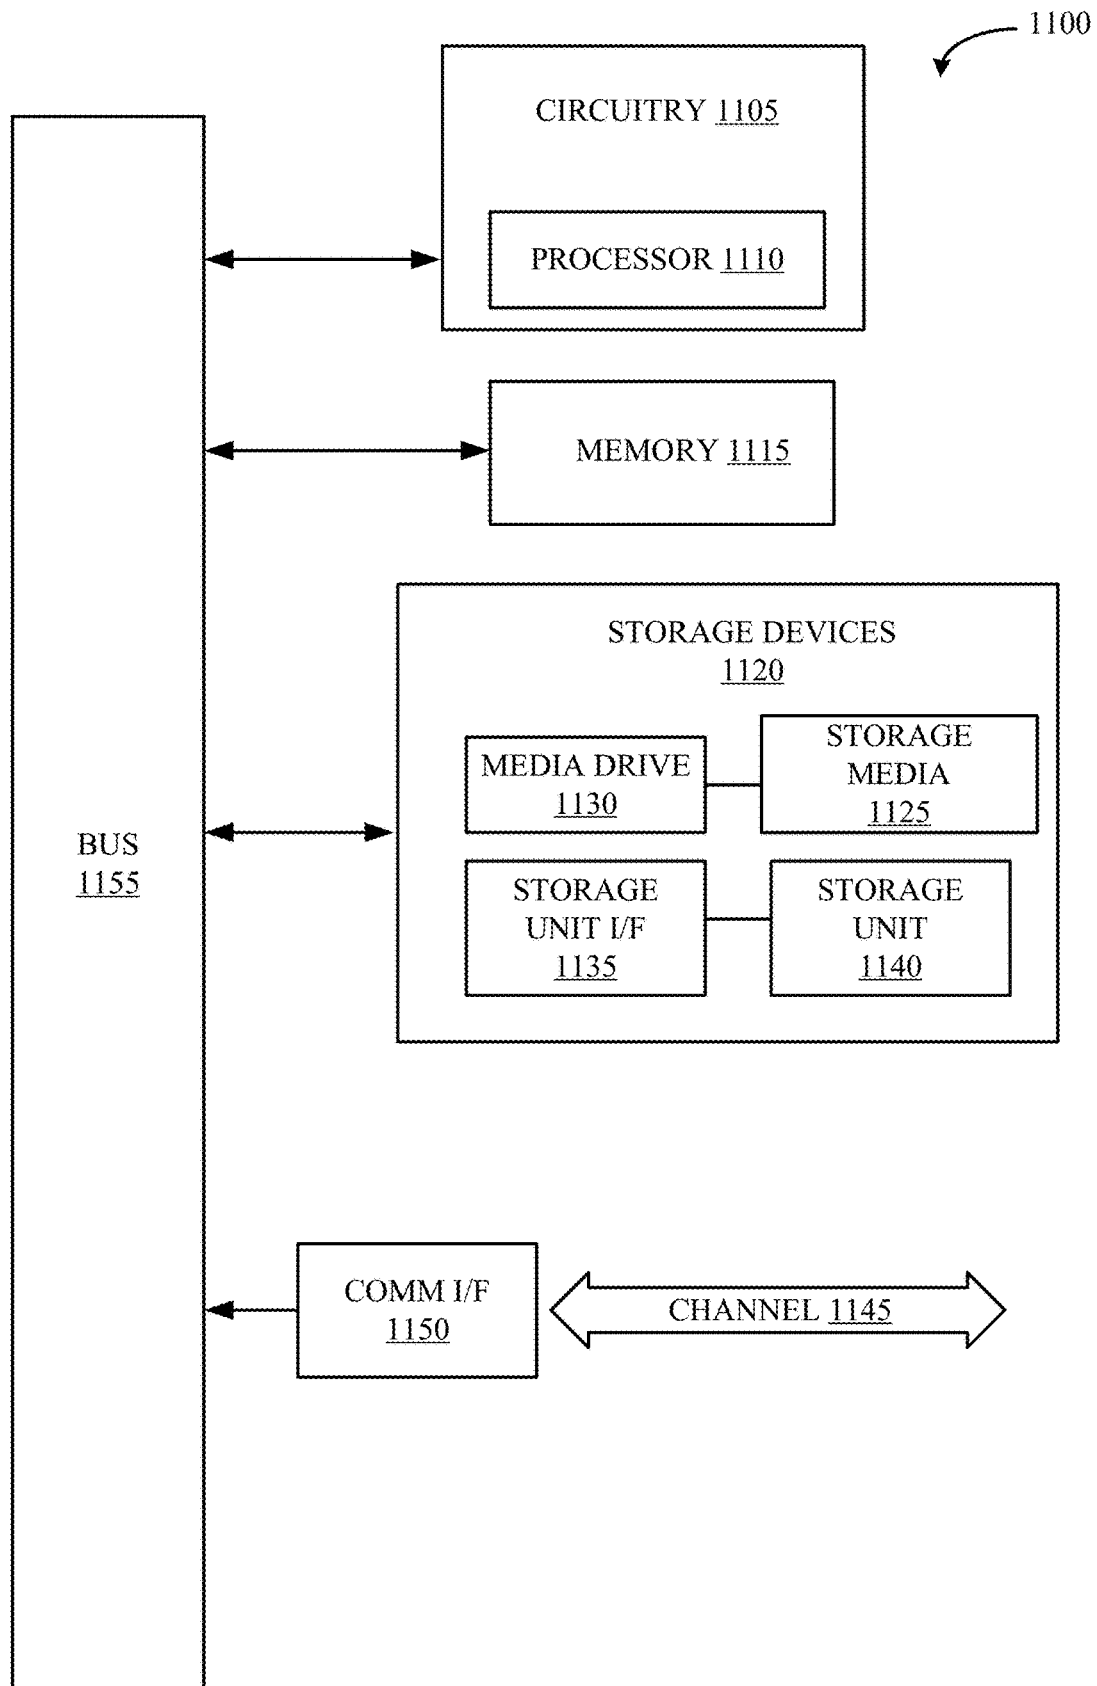 1100
CIRCUITRY 1105
PROCESSOR 1110
MEMORY 1115
STORAGE DEVICES
1120
MEDIA DRIVE
1130
STORAGE
MEDIA
1125
STORAGE
UNIT I/F
1135
STORAGE
UNIT
1140
BUS
1155
COMM I/F
1150
CHANNEL 1145